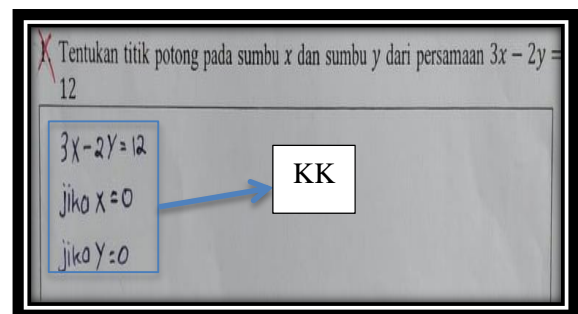 1. Tentukan titik potong pada sumbu x dan sumbu y dari persamaan 3x − 2y =
12
3x-2y=12
jika x=0
jika y=0
KK